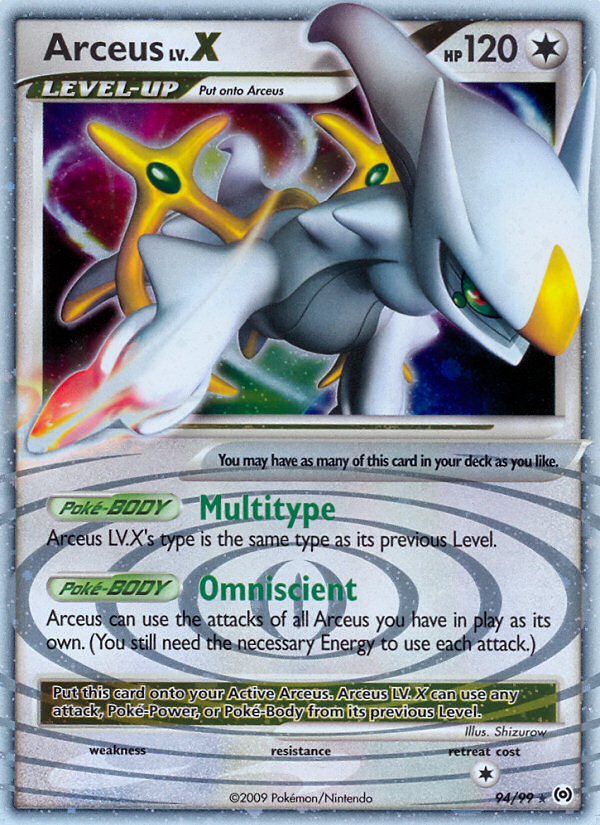 Arceus LV.X HP 120
LEVEL-UP Put onto Arceus
You may have as many of this card in your deck as you like.
Poké-BODY Multitype
Arceus LV.X's type is the same type as its previous Level.
Poké-BODY Omniscient
Arceus can use the attacks of all Arceus you have in play as its
own. (You still need the necessary Energy to use each attack.)
Put this card onto your Active Arceus. Arceus LV. X can use any
attack, Poké-Power, or Poké-Body from its previous Level.
Illus. Shizurow
weakness resistance retreat cost
©2009 Pokémon/Nintendo 94/99